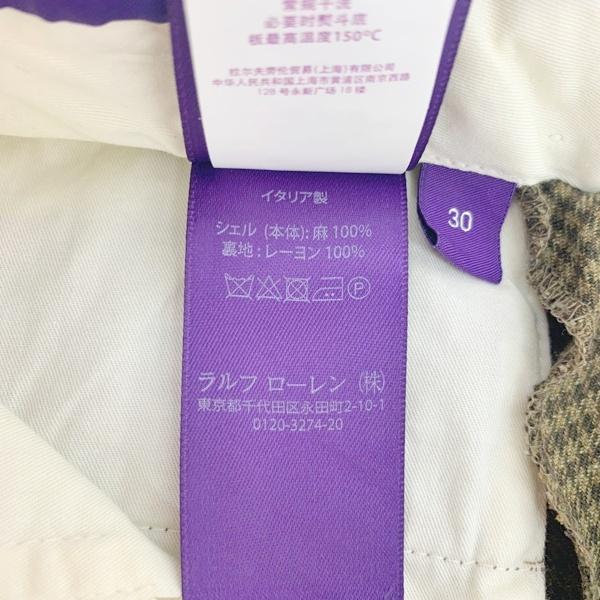 常规干洗
必要时熨斗底
板最高温度150ºC
拉尔夫劳伦贸易(上海)有限公司
中华人民共和国上海市黄浦区南京西路
128 号永新广场 18 楼
イタリア製
シェル (本体): 麻 100%
裏地 : レーヨン 100%
P
ラルフ ローレン (株)
東京都千代田区永田町2-10-1
0120-3274-20
30